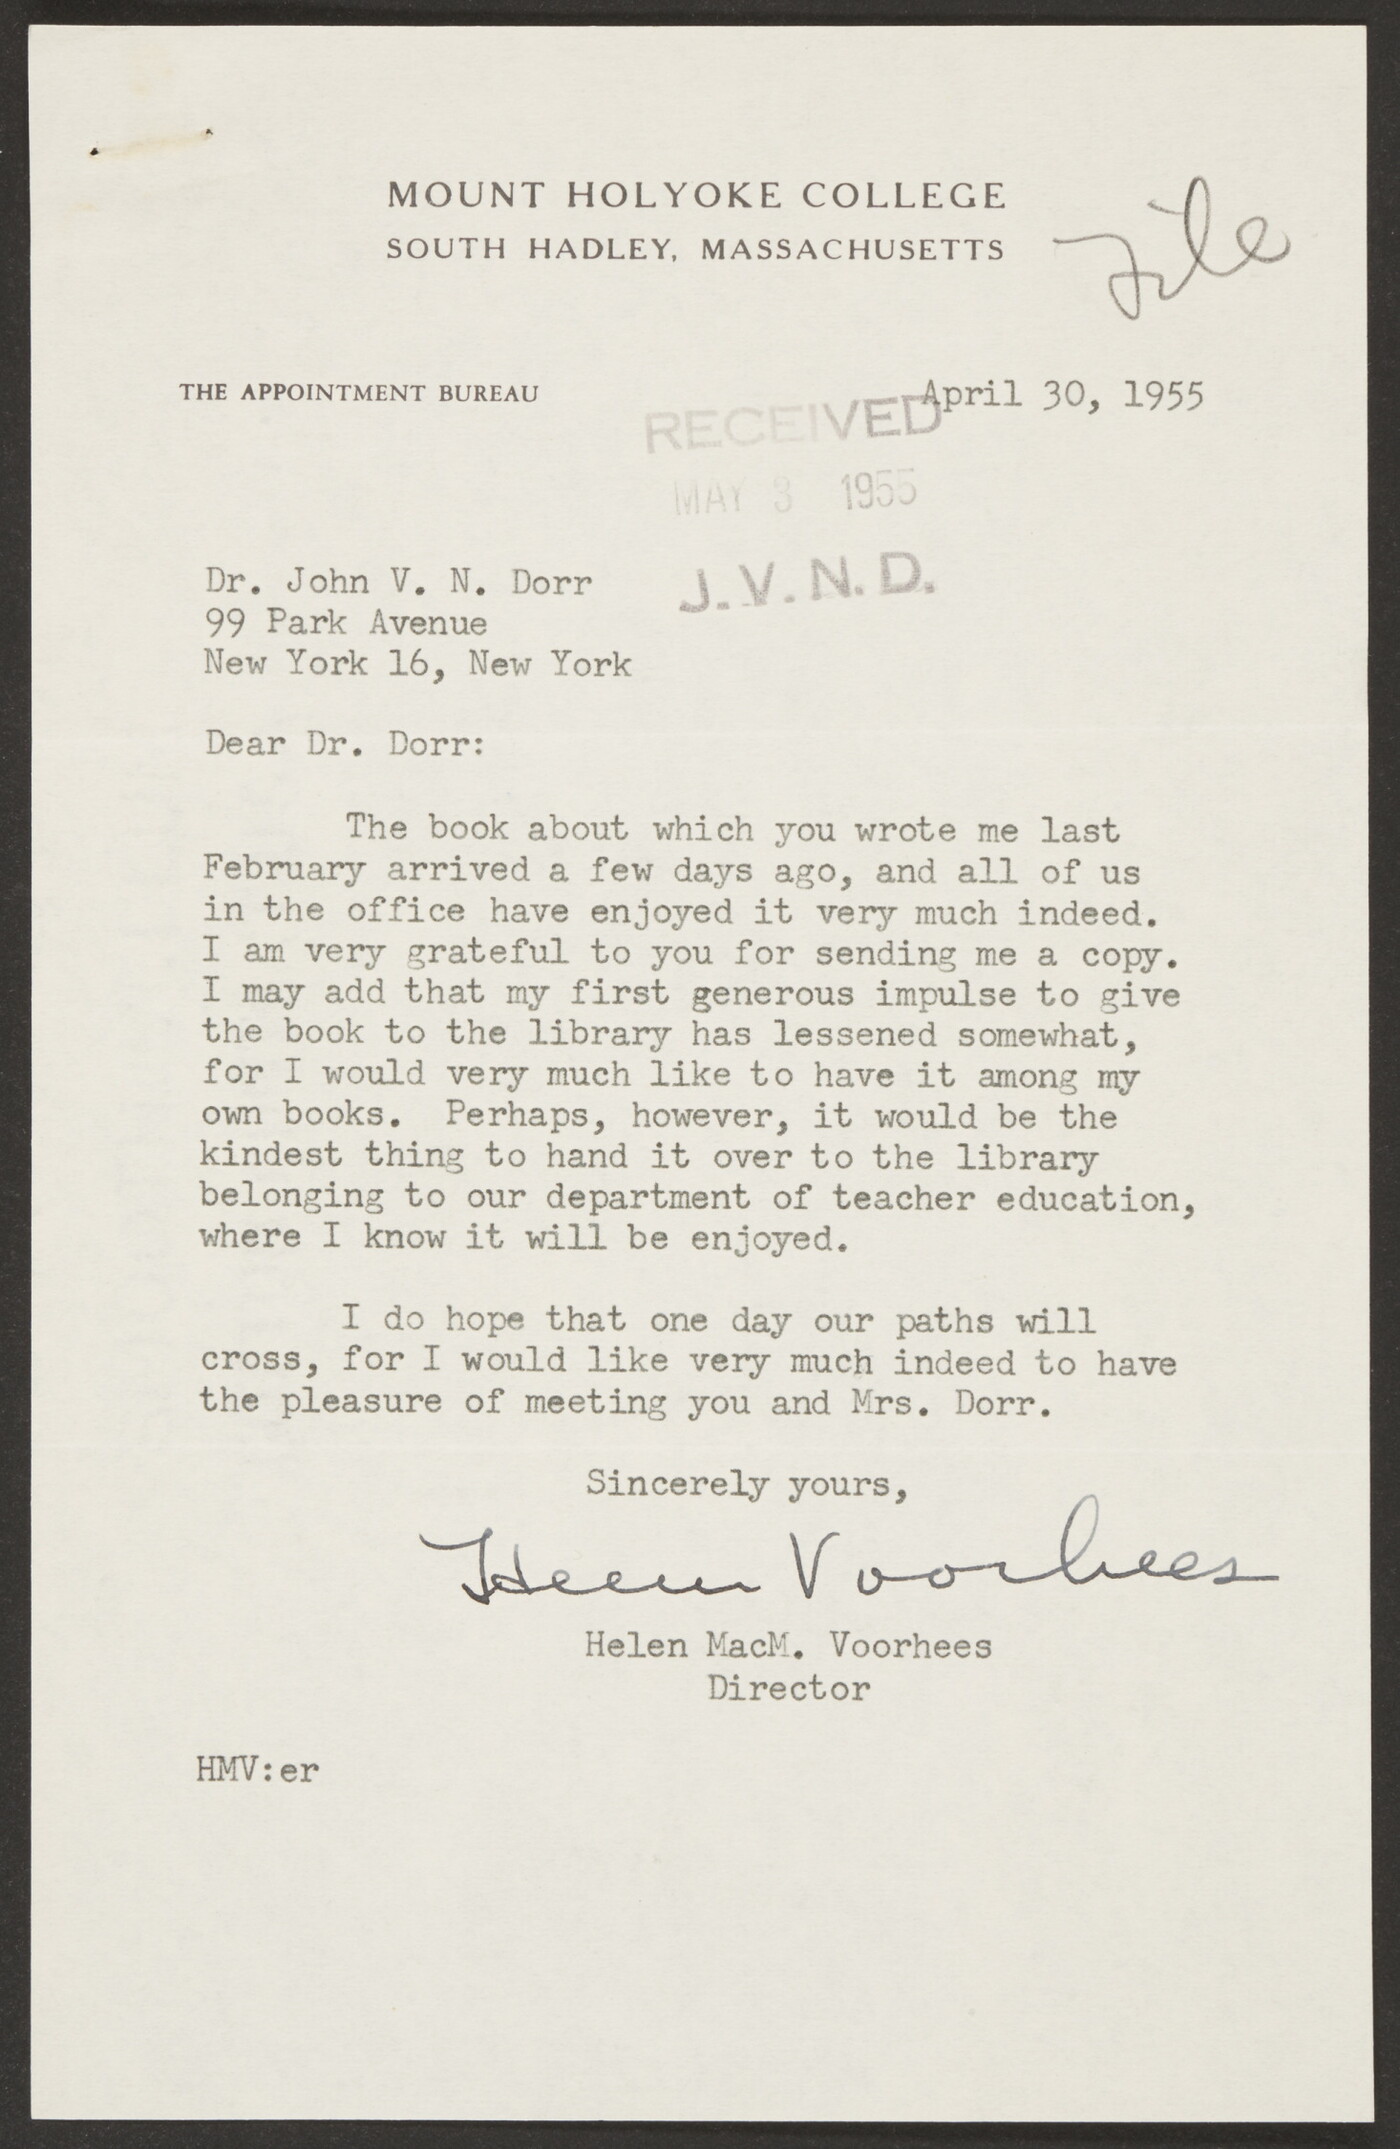 MOUNT HOLYOKE COLLEGE
SOUTH HADLEY, MASSACHUSETTS
file
THE APPOINTMENT BUREAU
April 30, 1955
RECEIVED
MAY 3 1955
J.V.N.D.
Dr. John V. N. Dorr
99 Park Avenue
New York 16, New York
Dear Dr. Dorr:
The book about which you wrote me last
February arrived a few days ago, and all of us
in the office have enjoyed it very much indeed.
I am very grateful to you for sending me a copy.
I may add that my first generous impulse to give
the book to the library has lessened somewhat,
for I would very much like to have it among my
own books. Perhaps, however, it would be the
kindest thing to hand it over to the library
belonging to our department of teacher education,
where I know it will be enjoyed.
I do hope that one day our paths will
cross, for I would like very much indeed to have
the pleasure of meeting you and Mrs. Dorr.
Sincerely yours,
Helen Voorhees
Helen MacM. Voorhees
Director
HMV:er